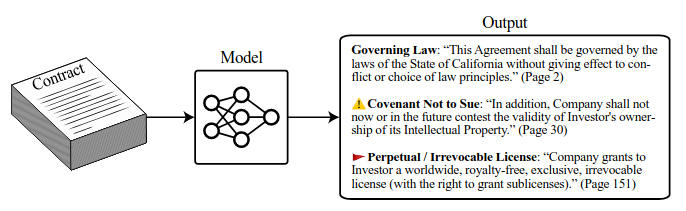 Output
Model
Contract
Governing Law: “This Agreement shall be governed by the
laws of the State of California without giving effect to con-
flict or choice of law principles.” (Page 2)
Covenant Not to Sue: “In addition, Company shall not
now or in the future contest the validity of Investor's owner-
ship of its Intellectual Property.” (Page 30)
Perpetual / Irrevocable License: “Company grants to
Investor a worldwide, royalty-free, exclusive, irrevocable
license (with the right to grant sublicenses).” (Page 151)